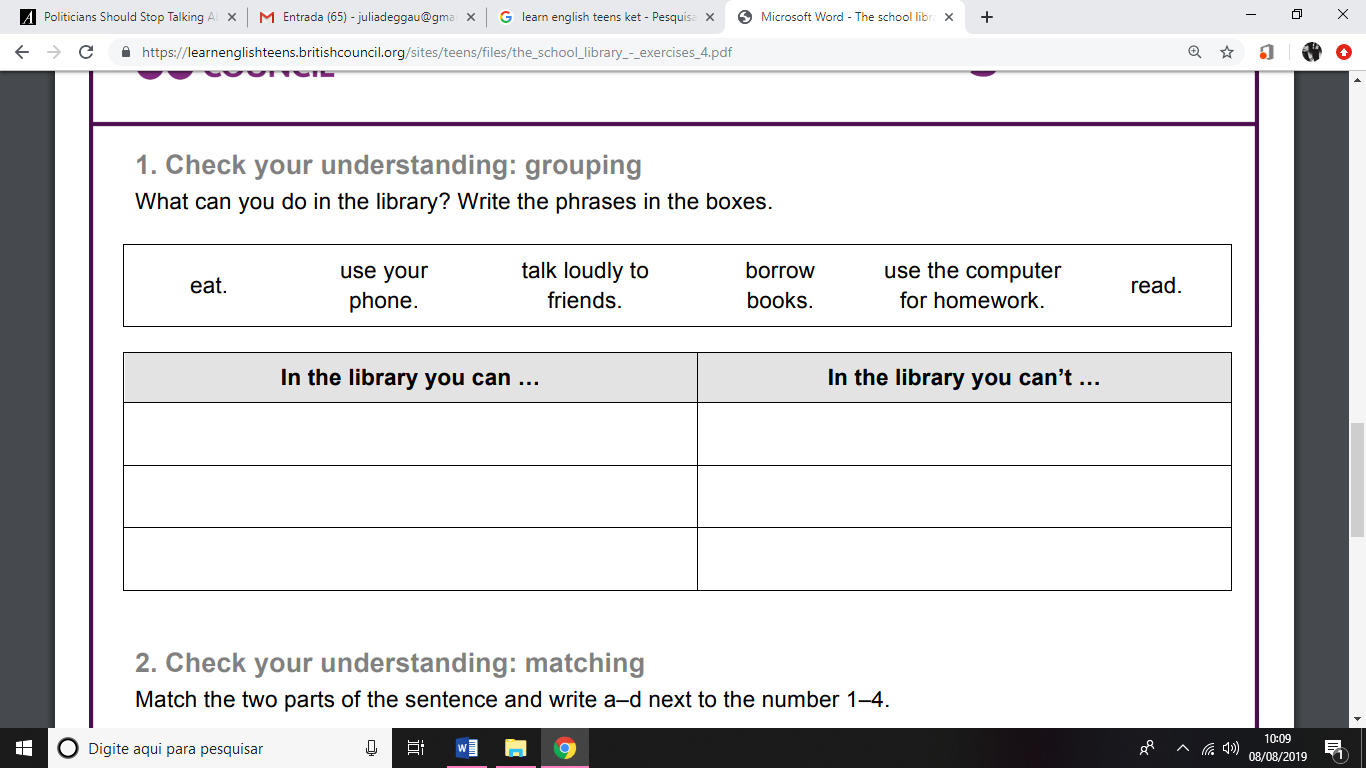 Politicians Should Stop Talking A
Entrada (65) - juliadeggau@gma
learn english teens ket - Pesquisa
Microsoft Word - The school libr
https://learnenglishteens.britishcouncil.org/sites/teens/files/the_school_library_-_exercises_4.pdf
COUNCIL
1. Check your understanding: grouping
What can you do in the library? Write the phrases in the boxes.
eat.
use your
phone.
talk loudly to
friends.
borrow
books.
use the computer
for homework.
read.
In the library you can …
In the library you can’t …
2. Check your understanding: matching
Match the two parts of the sentence and write a–d next to the number 1–4.
Digite aqui para pesquisar
10:09
08/08/2019
1